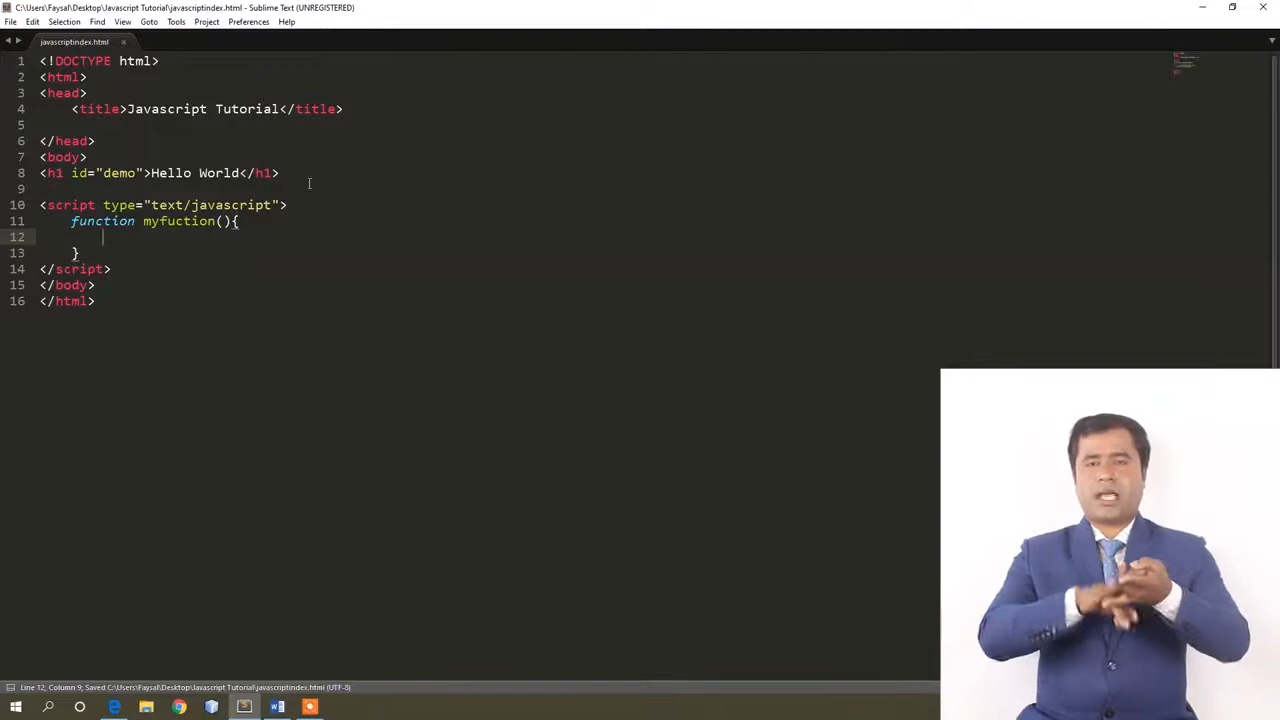 C:\Users\Faysal\Desktop\Javascript Tutorial\javascriptindex.html - Sublime Text (UNREGISTERED)
File Edit Selection Find View Goto Tools Project Preferences Help
javascriptindex.html
1 <!DOCTYPE html>
2 <html>
3 <head>
4 <title>Javascript Tutorial</title>
5
6 </head>
7 <body>
8 <h1 id="demo">Hello World</h1>
9
10 <script type="text/javascript">
11 function myfuction(){
12
13 }
14 </script>
15 </body>
16 </html>
Line 12, Column 9; Saved C:\Users\Faysal\Desktop\Javascript Tutorial\javascriptindex.html (UTF-8)